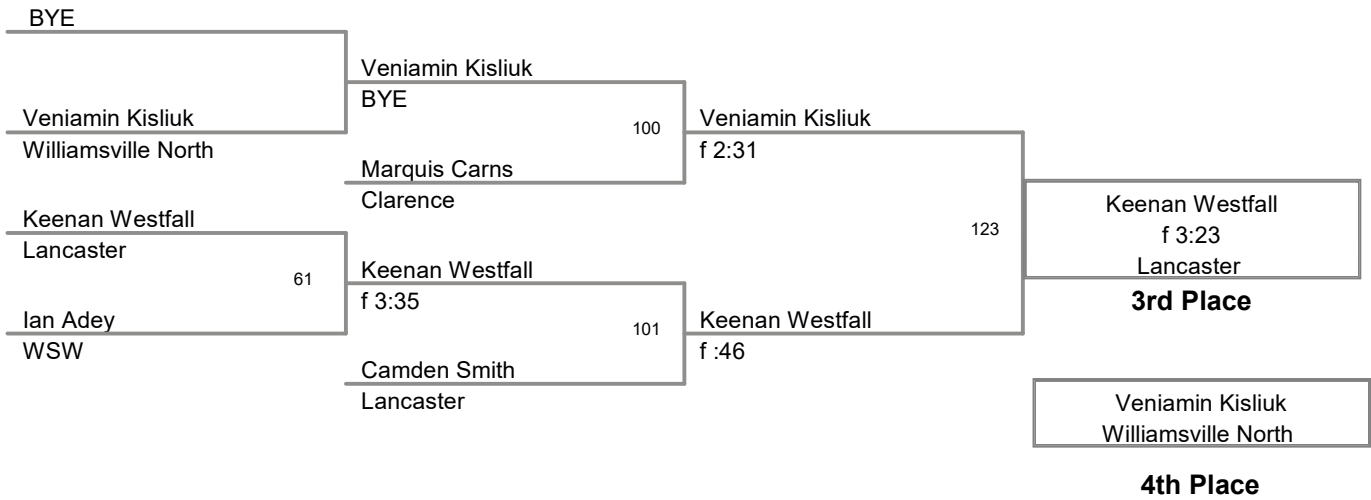 BYE
Veniamin Kisliuk
BYE
Veniamin Kisliuk
Williamsville North
100
Veniamin Kisliuk
f 2:31
Marquis Carns
Clarence
Keenan Westfall
Lancaster
123
Keenan Westfall
f 3:23
Lancaster
3rd Place
61
Keenan Westfall
f 3:35
Ian Adey
WSW
101
Keenan Westfall
f :46
Camden Smith
Lancaster
Veniamin Kisliuk
Williamsville North
4th Place